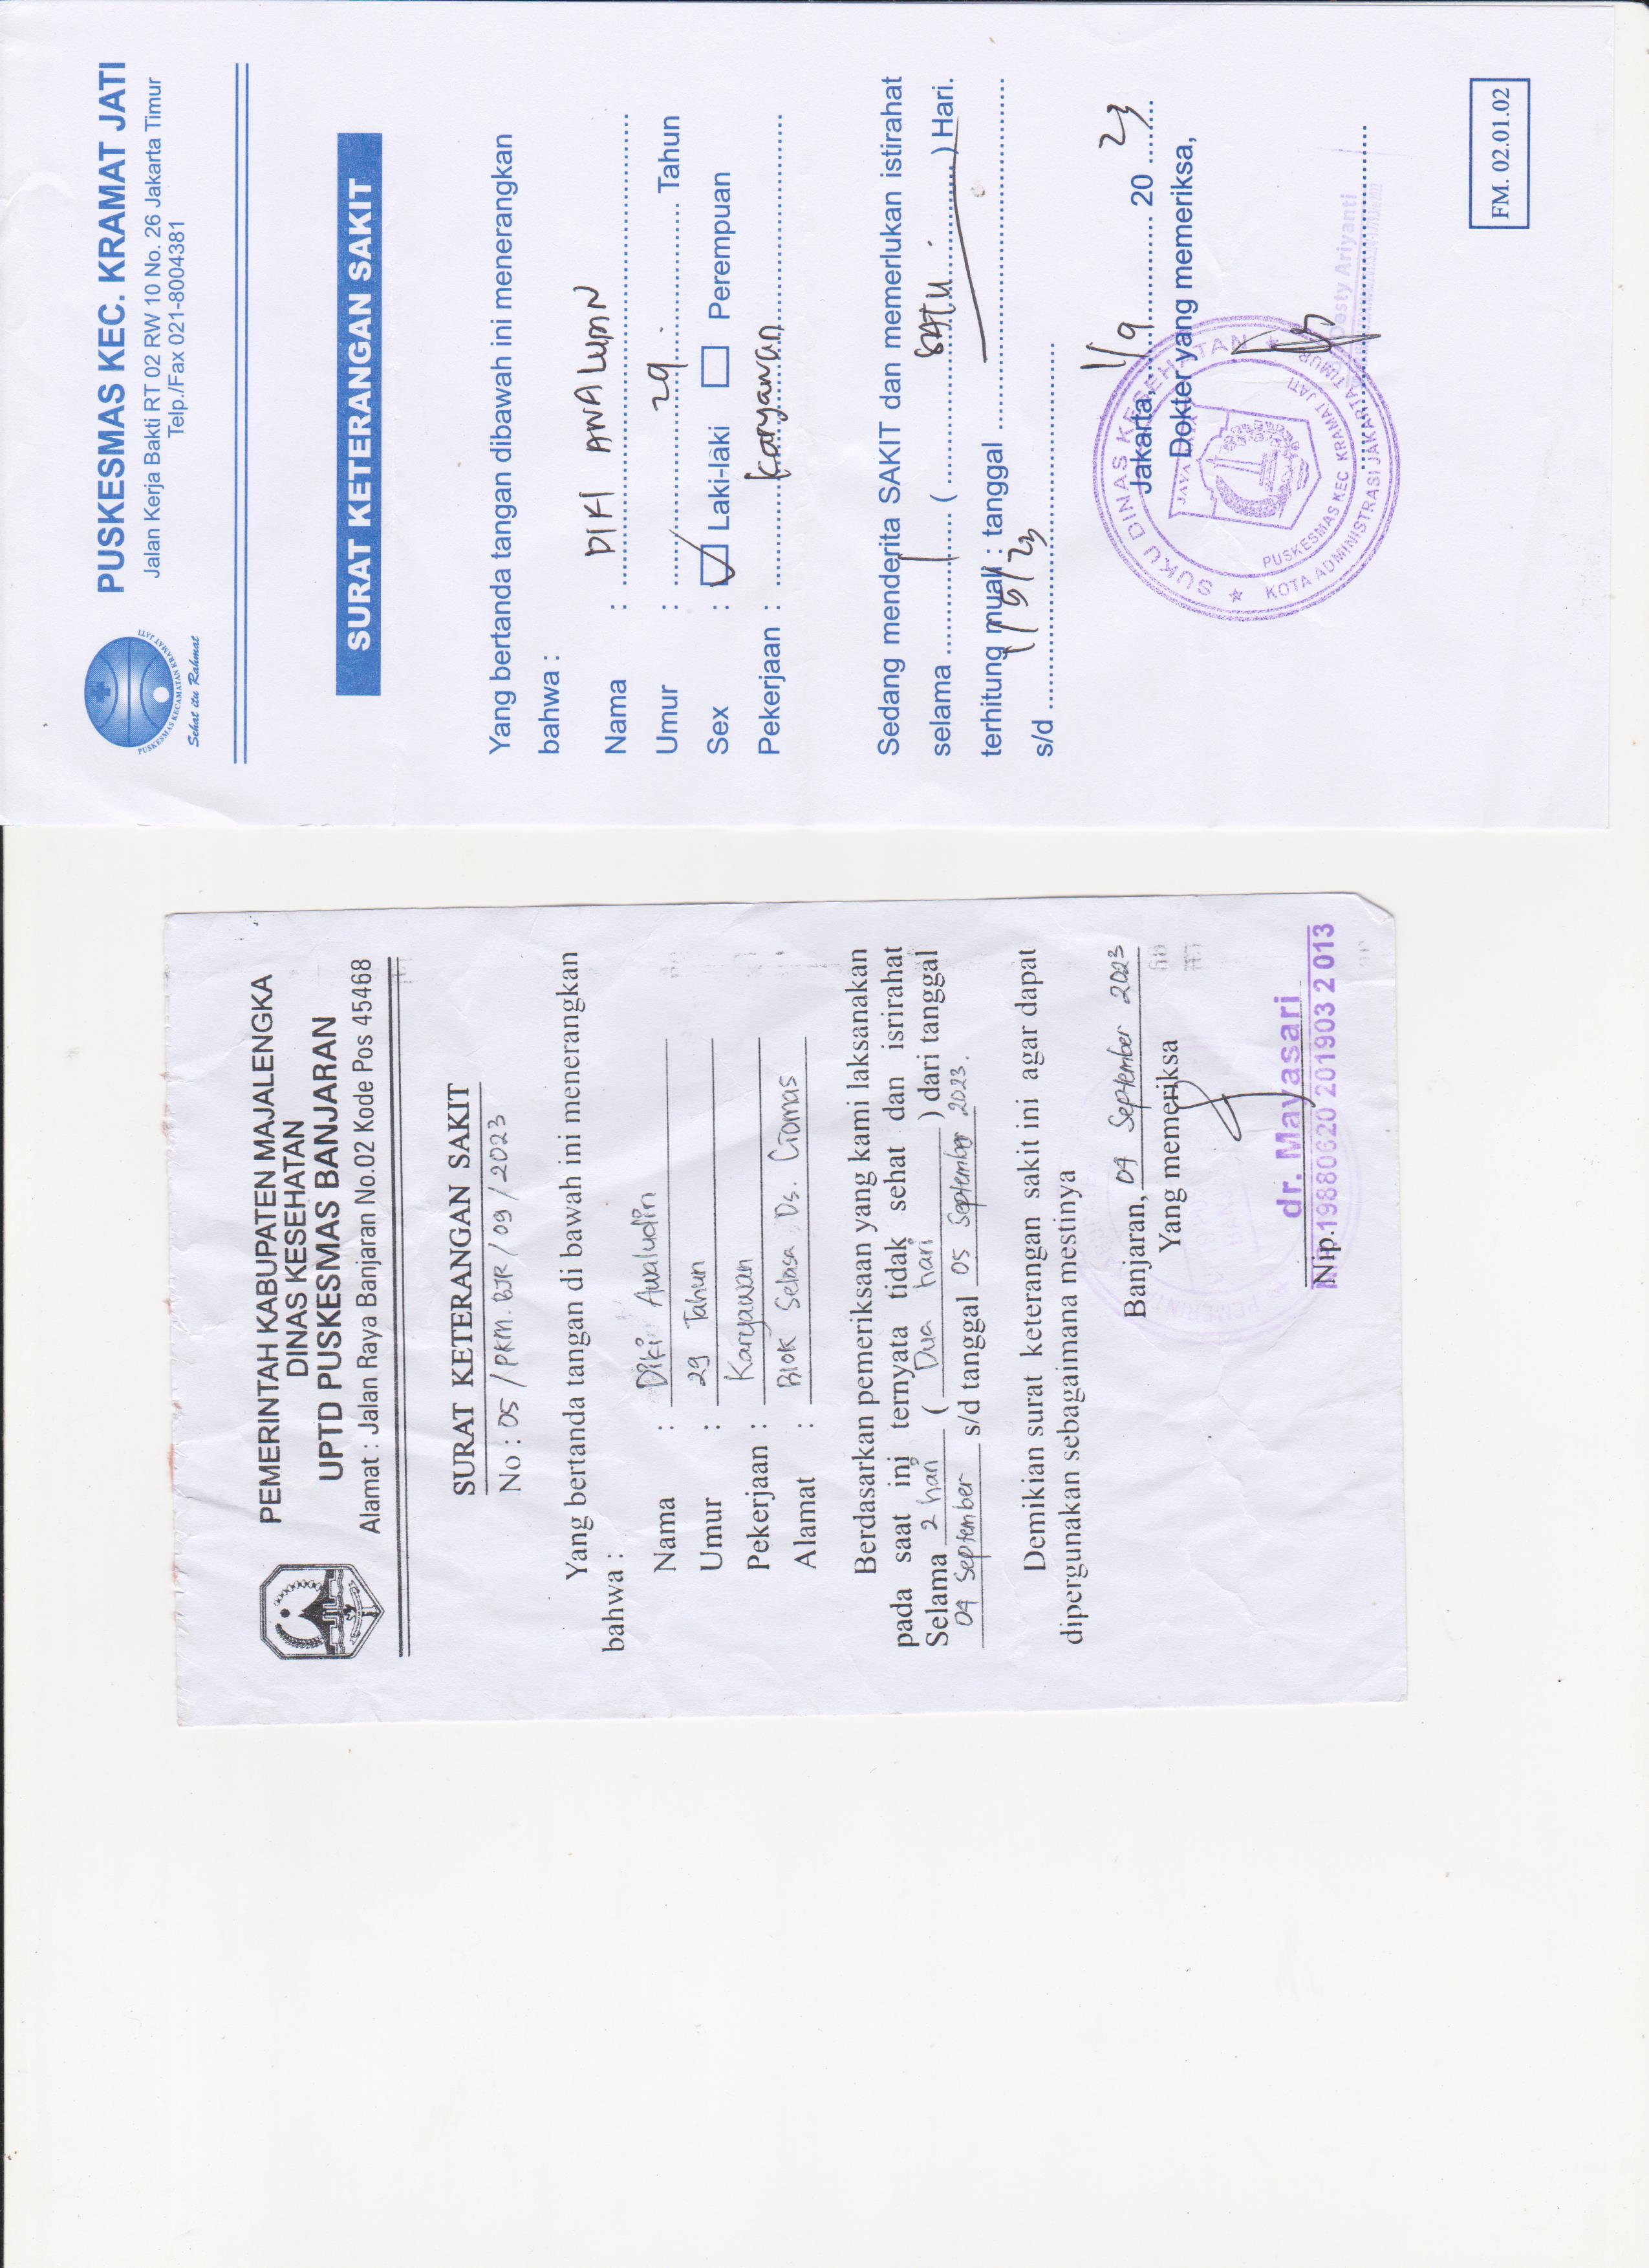 PUSKESMAS KEC. KRAMAT JATI
Jalan Kerja Bakti RT 02 RW 10 No. 26 Jakarta Timur
Telp./Fax 021-8004381
PUSKESMAS KECAMATAN KRAMAT JATI
Sehat itu Rahmat
SURAT KETERANGAN SAKIT
Yang bertanda tangan dibawah ini menerangkan
bahwa :
Nama : DIKI AWALUDIN
Umur : 29 Tahun
Sex : Laki-laki Perempuan
Pekerjaan : Karyawan
Sedang menderita SAKIT dan memerlukan istirahat
selama 1 ( SATU ) Hari.
terhitung mulai : tanggal
s/d 1/9/23
Jakarta, 1/9 20 23
Dokter yang memeriksa,
SUKU DINAS KESEHATAN
JAYA RAYA
PUSKESMAS KEC KRAMAT JATI
KOTA ADMINISTRASI JAKARTA TIMUR
Desty Ariyanti
FM. 02.01.02
PEMERINTAH KABUPATEN MAJALENGKA
DINAS KESEHATAN
UPTD PUSKESMAS BANJARAN
Alamat : Jalan Raya Banjaran No.02 Kode Pos 45468
SURAT KETERANGAN SAKIT
No : 05 / PKM. BJR / 09 / 2023
Yang bertanda tangan di bawah ini menerangkan
bahwa :
Nama : Diki Awaludin
Umur : 29 Tahun
Pekerjaan : Karyawan
Alamat : Blok Selasa Ds. Ciomas
Berdasarkan pemeriksaan yang kami laksanakan
pada saat ini ternyata tidak sehat dan isrirahat
Selama 2 hari ( Dua hari ) dari tanggal
04 September s/d tanggal 05 September 2023.
Demikian surat keterangan sakit ini agar dapat
dipergunakan sebagaimana mestinya
Banjaran, 04 September 2023
Yang memeriksa
dr. Mayasari
Nip.19880620 201903 2 013